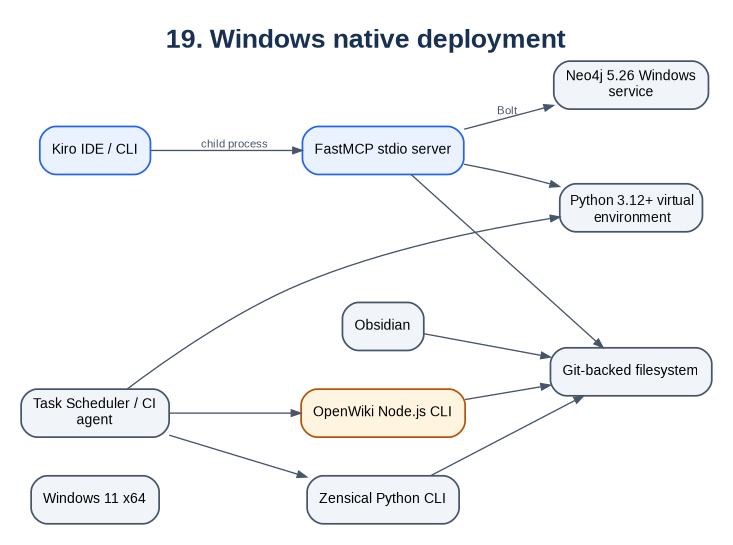 19. Windows native deployment
Neo4j 5.26 Windows
service
Bolt
Kiro IDE / CLI
child process
FastMCP stdio server
Python 3.12+ virtual
environment
Obsidian
Git-backed filesystem
Task Scheduler / CI
agent
OpenWiki Node.js CLI
Windows 11 x64
Zensical Python CLI